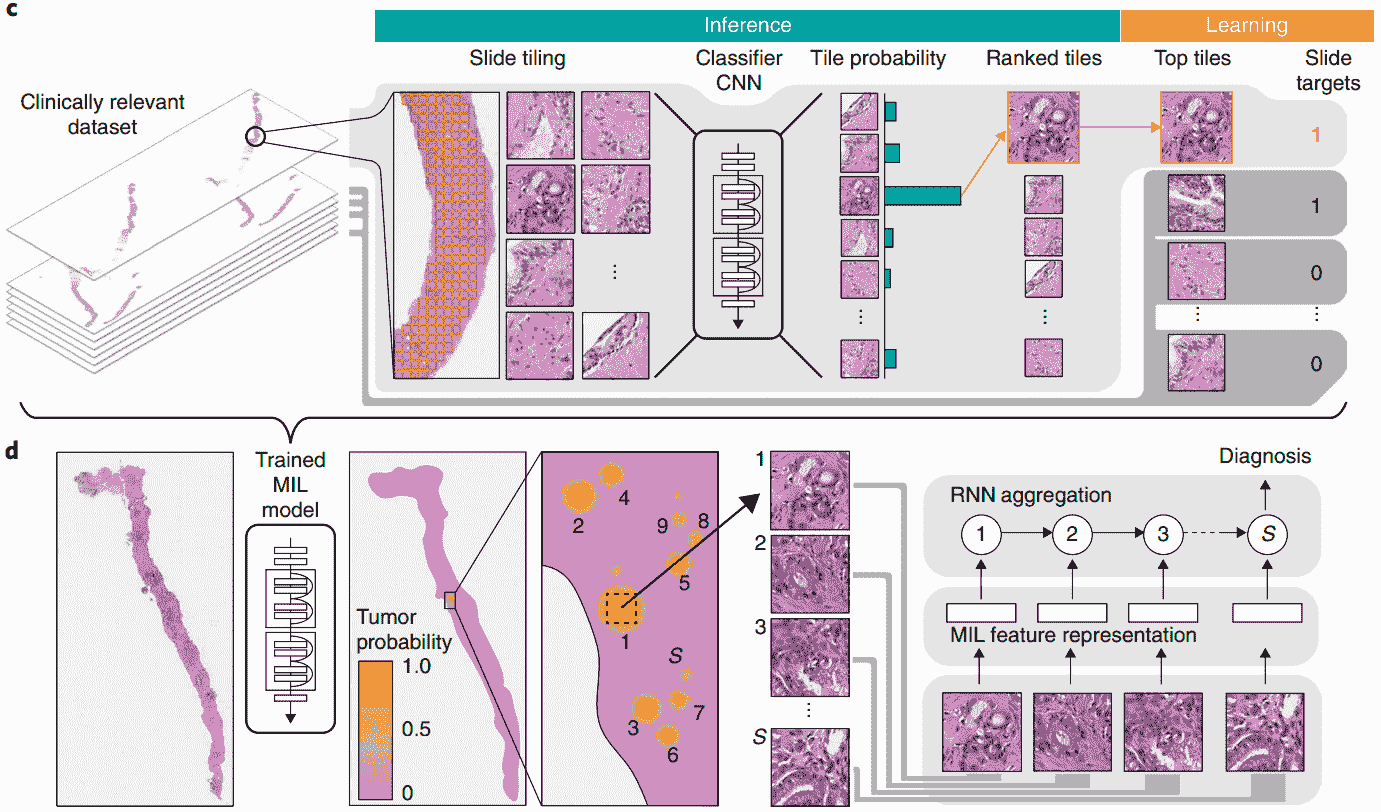 c
Inference
Learning
Slide tiling
Classifier
CNN
Tile probability
Ranked tiles
Top tiles
Slide
targets
Clinically relevant
dataset
1
1
0
0
d
Trained
MIL
model
Tumor
probability
1.0
0.5
0
4
2
9
8
5
1
S
3
7
6
1
2
3
S
Diagnosis
RNN aggregation
1
2
3
S
MIL feature representation